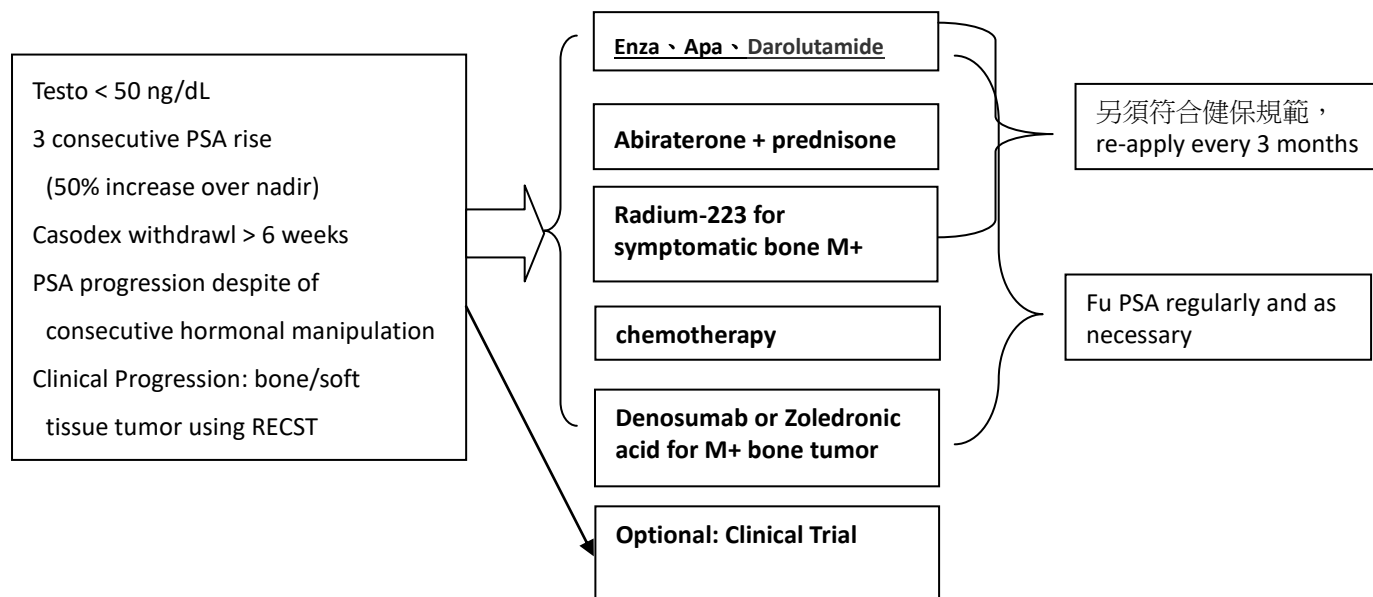 Testo < 50 ng/dL
3 consecutive PSA rise
(50% increase over nadir)
Casodex withdrawl > 6 weeks
PSA progression despite of
consecutive hormonal manipulation
Clinical Progression: bone/soft
tissue tumor using RECST
Enza、Apa、Darolutamide
Abiraterone + prednisone
Radium-223 for
symptomatic bone M+
chemotherapy
Denosumab or Zoledronic
acid for M+ bone tumor
Optional: Clinical Trial
另須符合健保規範，
re-apply every 3 months
Fu PSA regularly and as
necessary